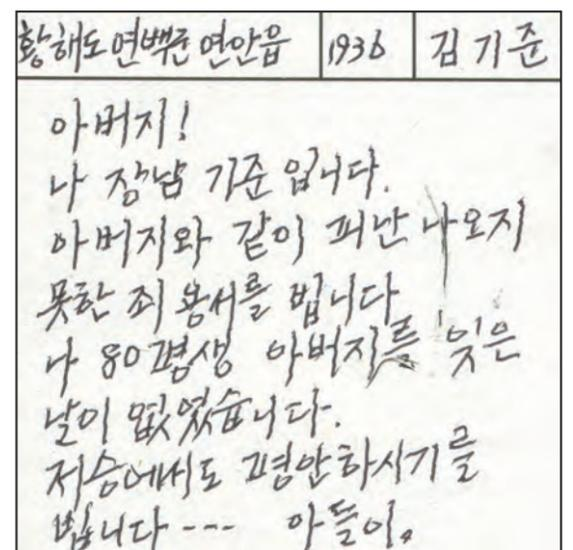 황해도 연백군 연안읍 1936 김기준
아버지!
나 장남 기준 입니다.
아버지와 같이 피난 나오지
못한 죄 용서를 빕니다
나 80평생 아버지를 잊은
날이 없었습니다.
저승에서도 평안하시기를
빕니다 --- 아들이.